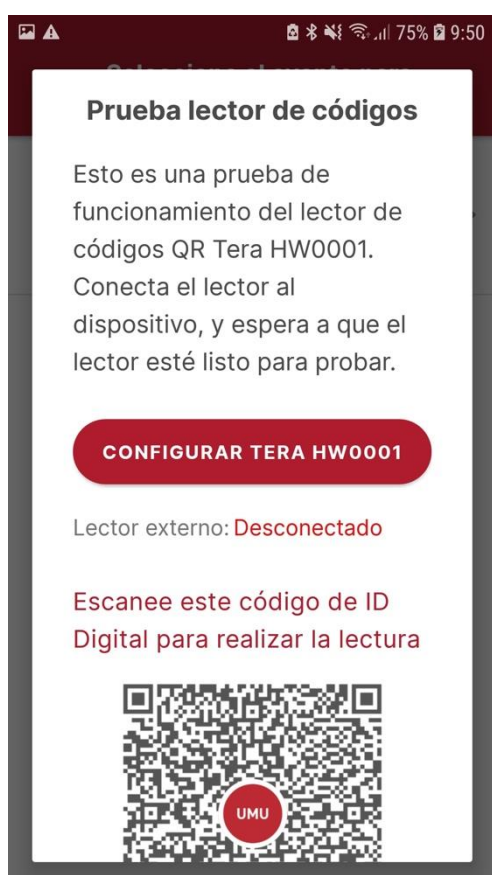 75% 9:50
Prueba lector de códigos
Esto es una prueba de
funcionamiento del lector de
códigos QR Tera HW0001.
Conecta el lector al
dispositivo, y espera a que el
lector esté listo para probar.
CONFIGURAR TERA HW0001
Lector externo: Desconectado
Escanee este código de ID
Digital para realizar la lectura
UMU